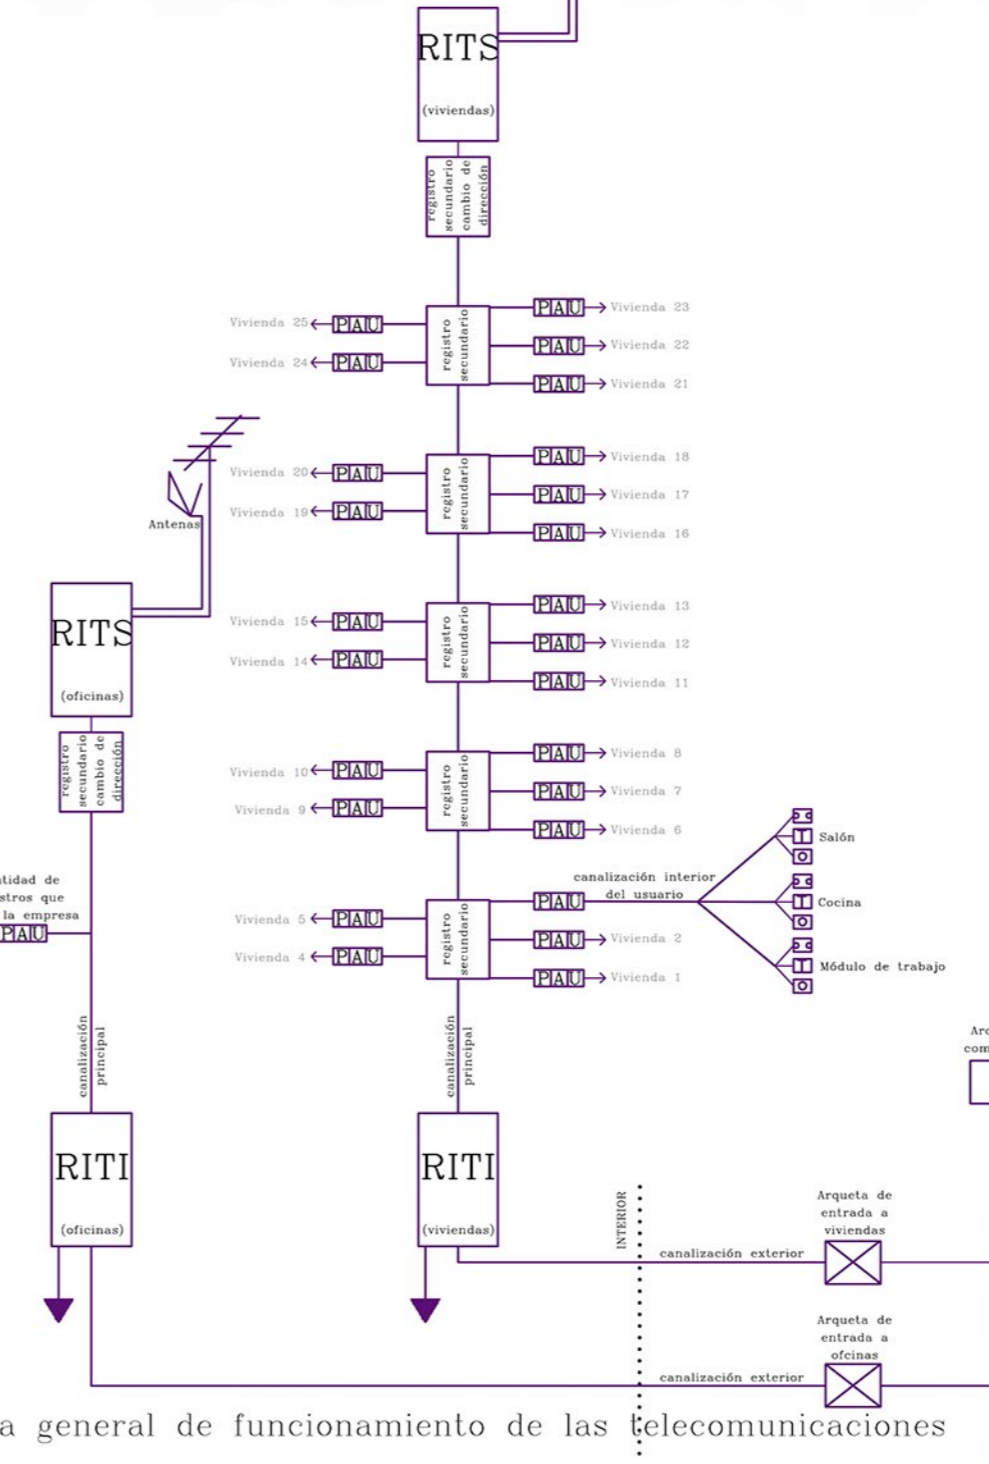 RITS
(viviendas)
registro
secundario
cambio de
dirección
Vivienda 25
PAU
registro
secundario
PAU
Vivienda 23
PAU
Vivienda 22
Vivienda 24
PAU
PAU
Vivienda 21
Vivienda 20
PAU
registro
secundario
PAU
Vivienda 18
PAU
Vivienda 17
Vivienda 19
PAU
PAU
Vivienda 16
Antenas
Vivienda 15
PAU
registro
secundario
PAU
Vivienda 13
PAU
Vivienda 12
Vivienda 14
PAU
PAU
Vivienda 11
RITS
(oficinas)
registro
secundario
cambio de
dirección
Vivienda 10
PAU
registro
secundario
PAU
Vivienda 8
PAU
Vivienda 7
Vivienda 9
PAU
PAU
Vivienda 6
de
que
la empresa
PAU
Vivienda 5
PAU
registro
secundario
PAU
canalización interior
del usuario
Salón
Cocina
Módulo de trabajo
PAU
Vivienda 2
Vivienda 4
PAU
PAU
Vivienda 1
canalización
principal
canalización
principal
RITI
(oficinas)
RITI
(viviendas)
INTERIOR
Arqueta de
entrada a
viviendas
canalización exterior
Arqueta de
entrada a
ofcinas
canalización exterior
a general de funcionamiento de las telecomunicaciones